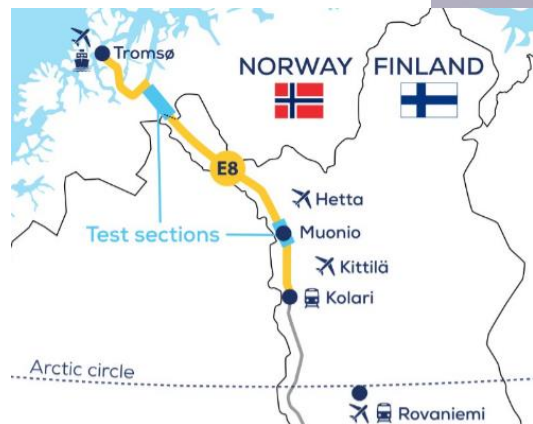 Tromsø
NORWAY
FINLAND
E8
Hetta
Test sections
Muonio
Kittilä
Kolari
Arctic circle
Rovaniemi